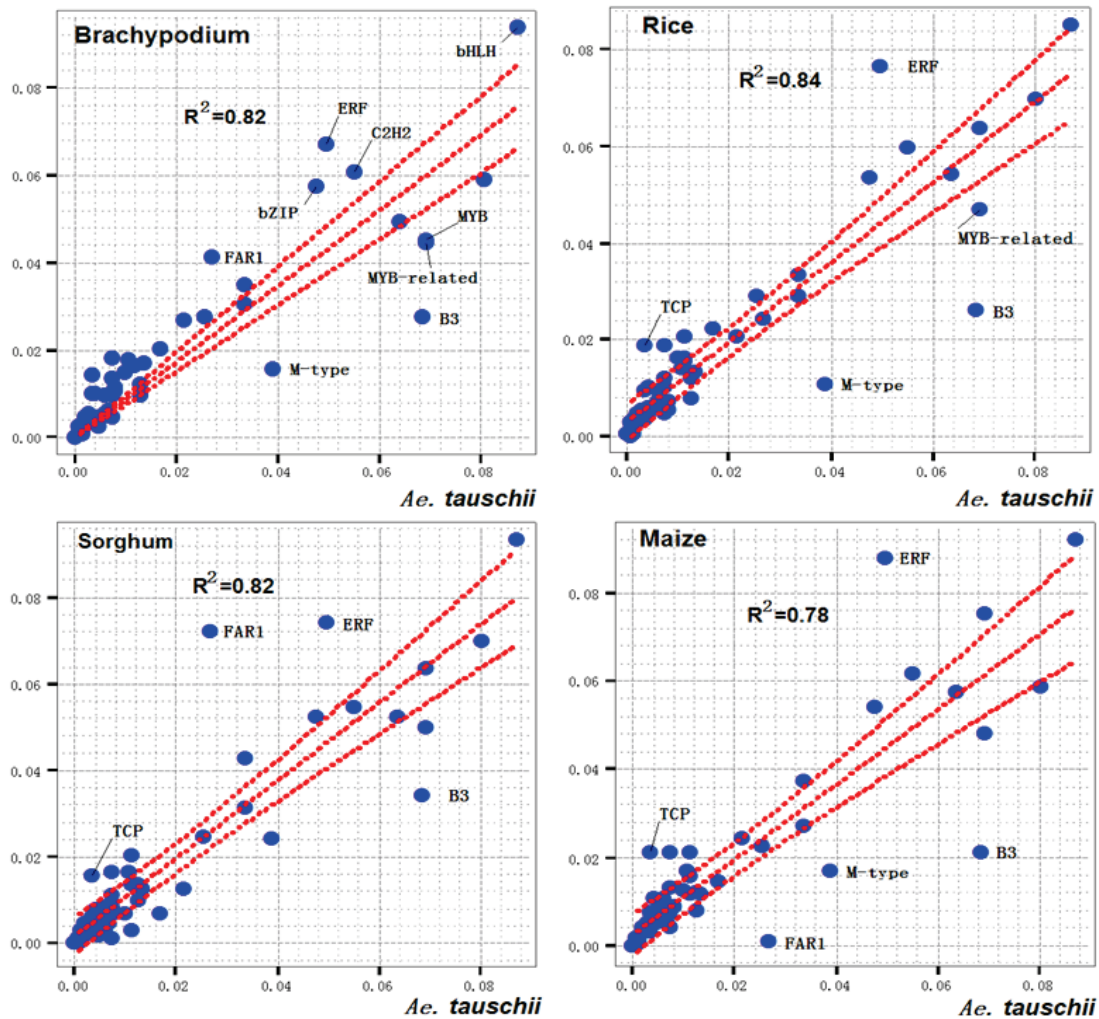 Brachypodium
bHLH
R²=0.82
ERF
C2H2
bZIP
MYB
FAR1
MYB-related
B3
M-type
0.08
0.06
0.04
0.02
0.00
0.00 0.02 0.04 0.06 0.08
Ae. tauschii
Rice
ERF
R²=0.84
MYB-related
TCP
B3
M-type
0.08
0.06
0.04
0.02
0.00
0.00 0.02 0.04 0.06 0.08
Ae. tauschii
Sorghum
R²=0.82
FAR1
ERF
B3
TCP
0.08
0.06
0.04
0.02
0.00
0.00 0.02 0.04 0.06 0.08
Ae. tauschii
Maize
ERF
R²=0.78
TCP
B3
M-type
FAR1
0.08
0.06
0.04
0.02
0.00
0.00 0.02 0.04 0.06 0.08
Ae. tauschii